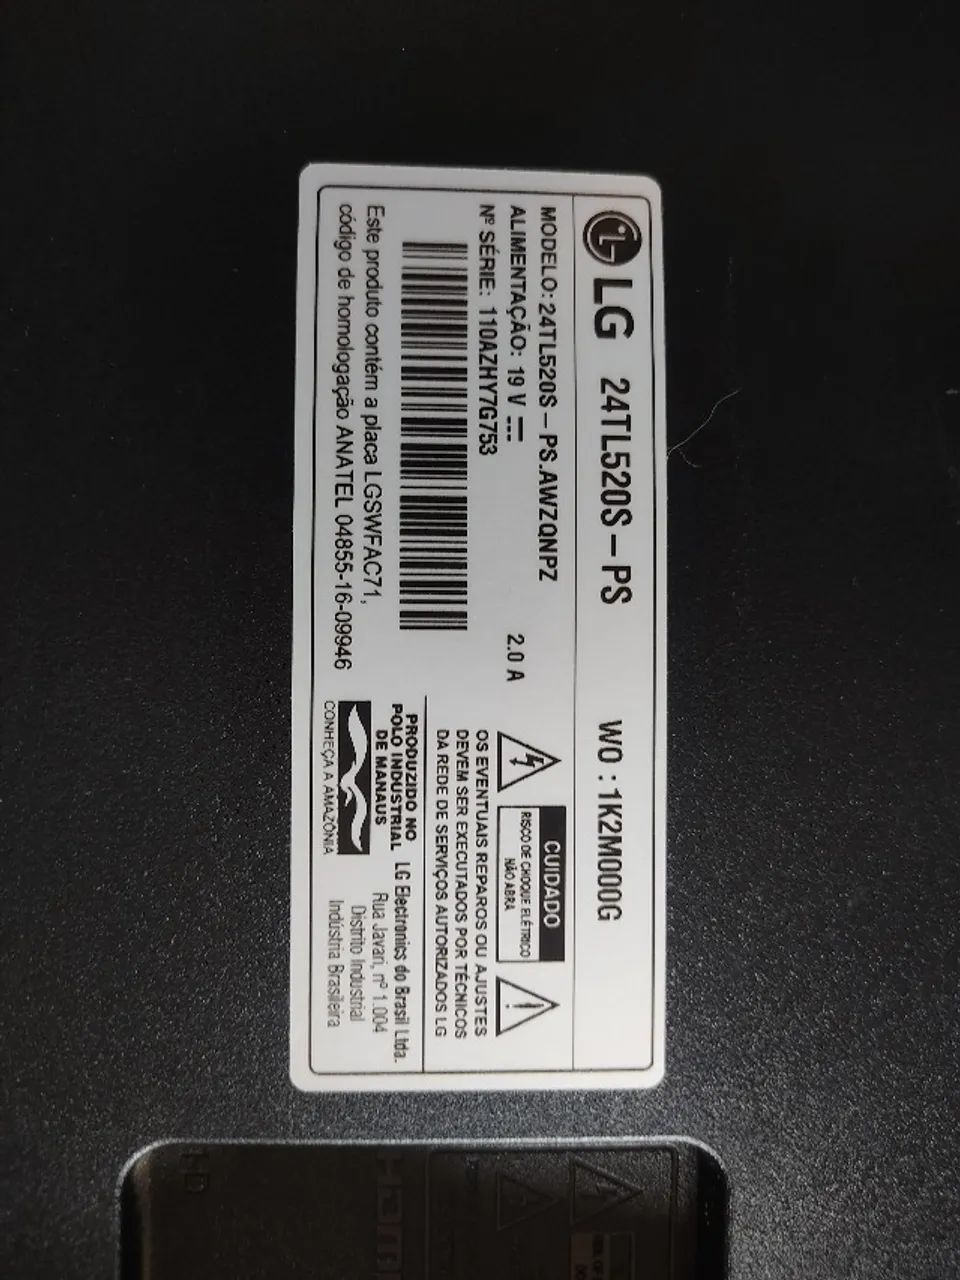 LG 24TL520S-PS WO : 1K2M000G
MODELO: 24TL520S-PS.AWZQNPZ
ALIMENTAÇÃO: 19 V 2.0 A
Nº SÉRIE: 110AZHY7G753
Este produto contém a placa LGSWFAC71,
código de homologação ANATEL 04855-16-09946
CUIDADO
RISCO DE CHOQUE ELÉTRICO
NÃO ABRA
OS EVENTUAIS REPAROS OU AJUSTES
DEVEM SER EXECUTADOS POR TÉCNICOS
DA REDE DE SERVIÇOS AUTORIZADOS LG
PRODUZIDO NO
POLO INDUSTRIAL
DE MANAUS
CONHEÇA A AMAZÔNIA
LG Electronics do Brasil Ltda.
Rua Javari, nº 1.004
Distrito Industrial
Indústria Brasileira